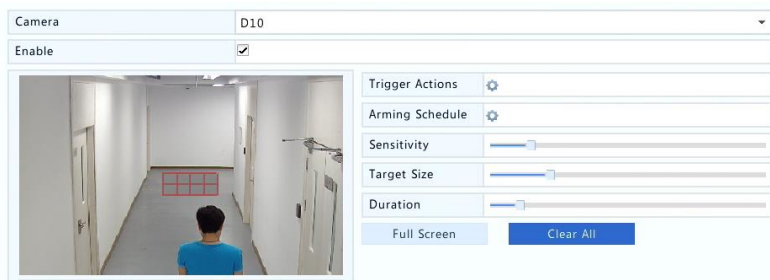 Camera D10
Enable
Trigger Actions
Arming Schedule
Sensitivity
Target Size
Duration
Full Screen Clear All